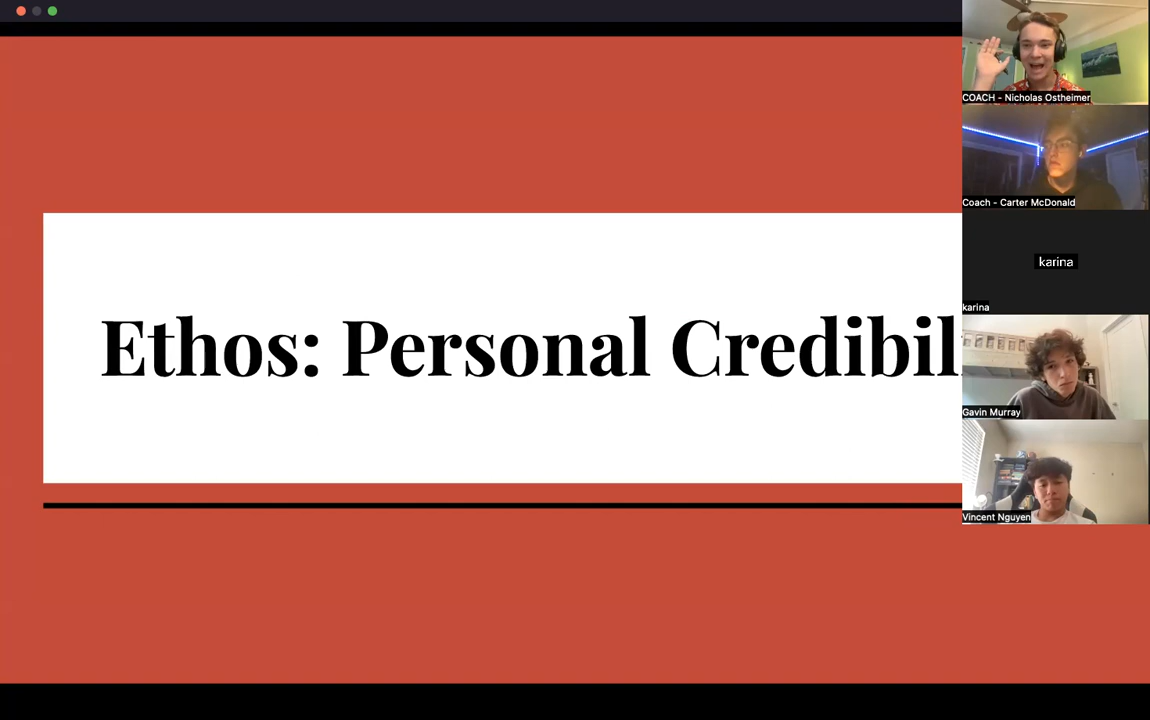 Ethos: Personal Credibil
COACH - Nicholas Ostheimer
Coach - Carter McDonald
karina
karina
Gavin Murray
Vincent Nguyen